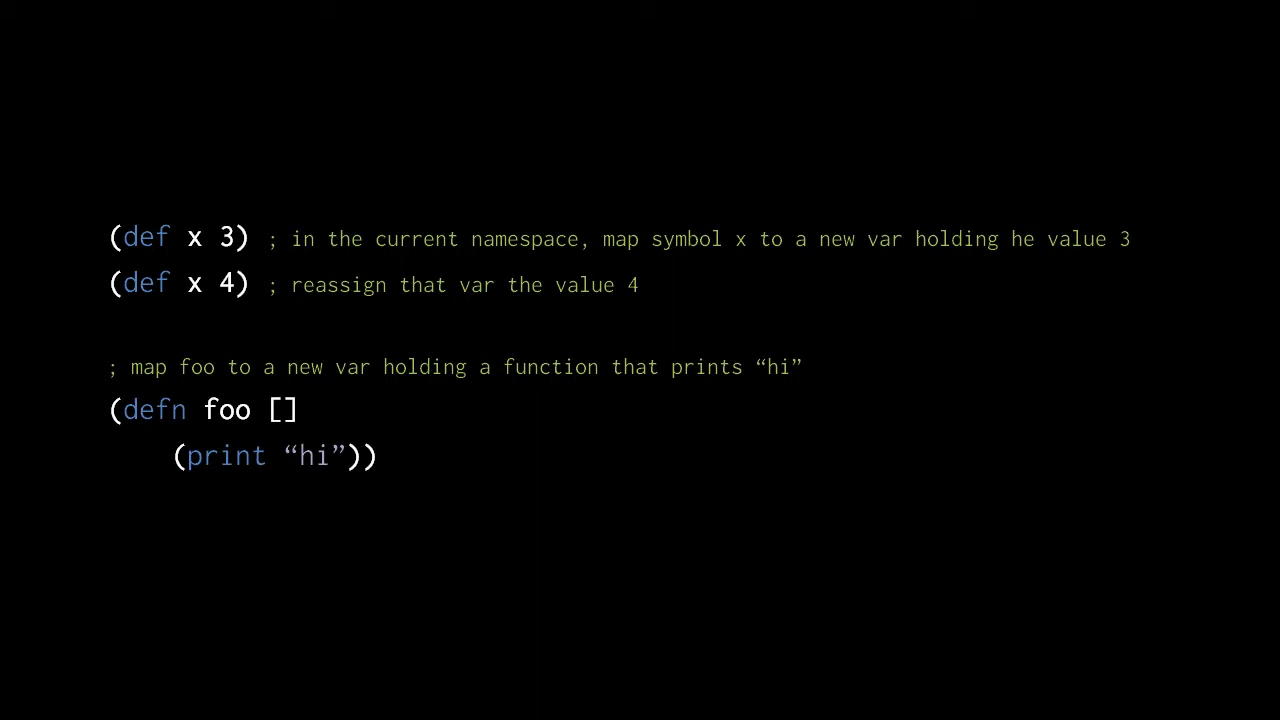 (def x 3) ; in the current namespace, map symbol x to a new var holding he value 3
(def x 4) ; reassign that var the value 4
; map foo to a new var holding a function that prints “hi”
(defn foo []
(print “hi”))